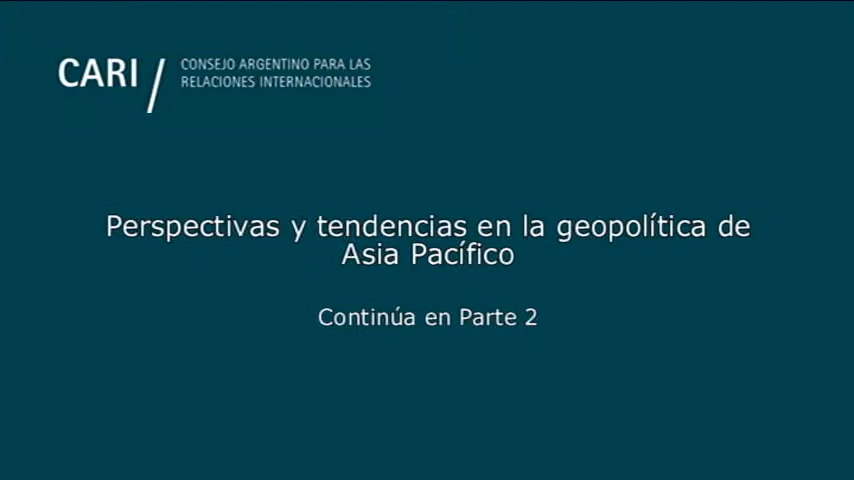 CARI/
CONSEJO ARGENTINO PARA LAS
RELACIONES INTERNACIONALES
Perspectivas y tendencias en la geopolítica de
Asia Pacífico
Continúa en Parte 2